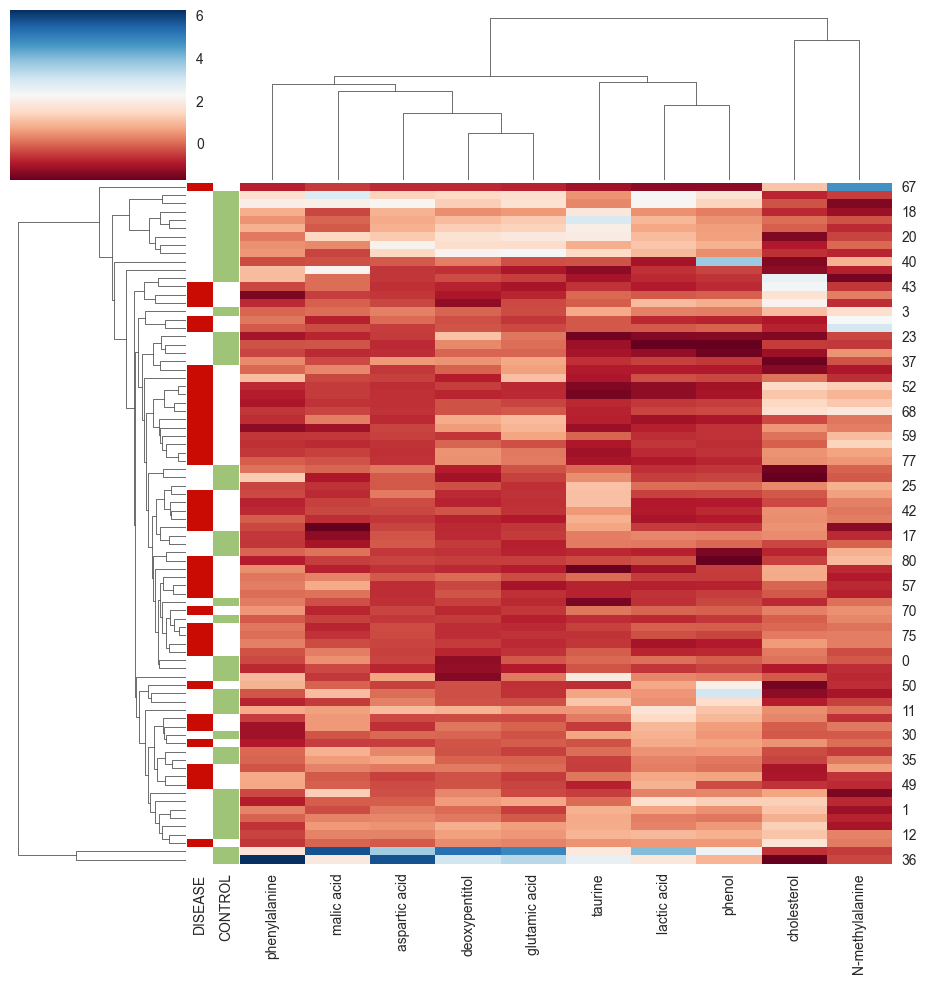 6
4
2
0
67
18
20
40
43
3
23
37
52
68
59
77
25
42
17
80
57
70
75
0
50
11
30
35
49
1
12
36
DISEASE
CONTROL
phenylalanine
malic acid
aspartic acid
deoxypentitol
glutamic acid
taurine
lactic acid
phenol
cholesterol
N-methylalanine